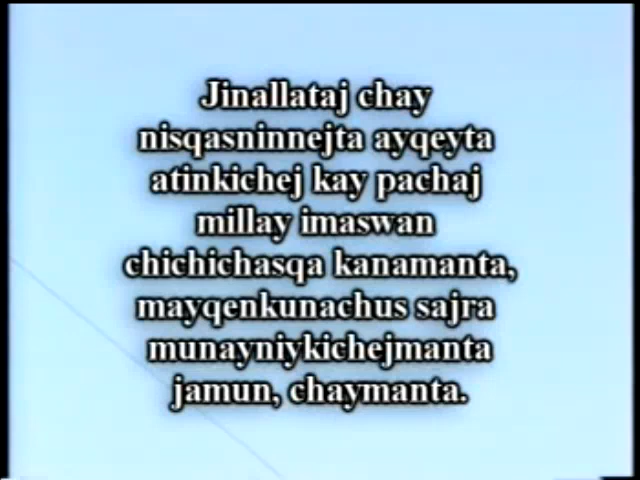 Jinallataj chay
nisqasninnejta ayqeyta
atinkichej kay pachaj
millay imaswan
chichichasqa kanamanta,
mayqenkunachus sajra
munayniykichejmanta
jamun, chaymanta.